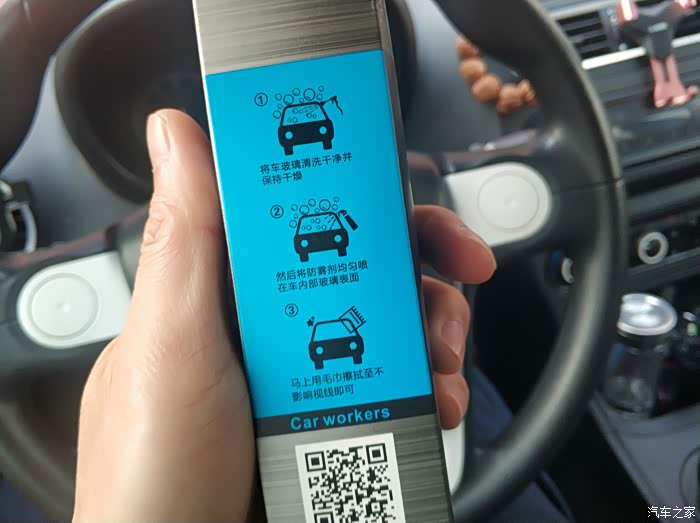 ①
将车玻璃清洗干净并
保持干燥
②
然后将防雾剂均匀喷
在车内部玻璃表面
③
马上用毛巾擦拭至不
影响视线即可
Car workers
汽车之家